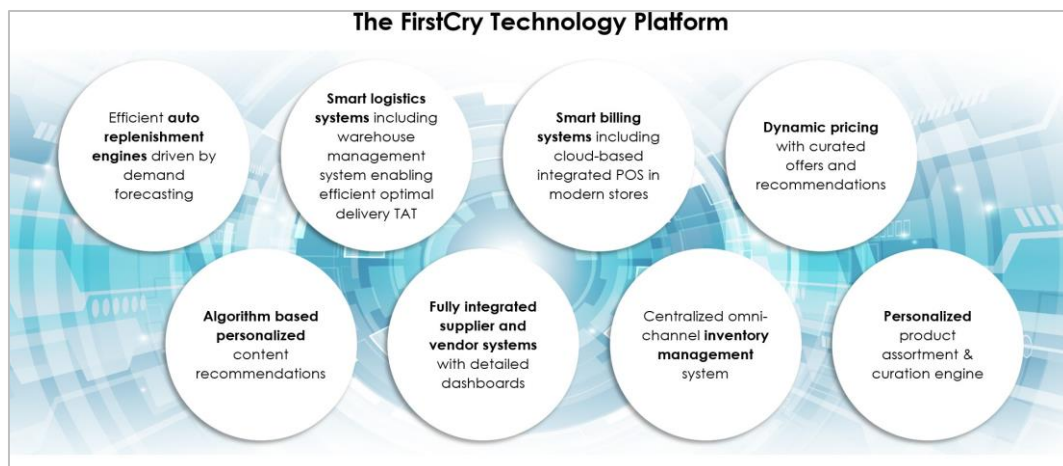 The FirstCry Technology Platform
Efficient auto
replenishment
engines driven by
demand
forecasting
Smart logistics
systems including
warehouse
management
system enabling
efficient optimal
delivery TAT
Smart billing
systems including
cloud-based
integrated POS in
modern stores
Dynamic pricing
with curated
offers and
recommendations
Algorithm based
personalized
content
recommendations
Fully integrated
supplier and
vendor systems
with detailed
dashboards
Centralized omni-
channel inventory
management
system
Personalized
product
assortment &
curation engine